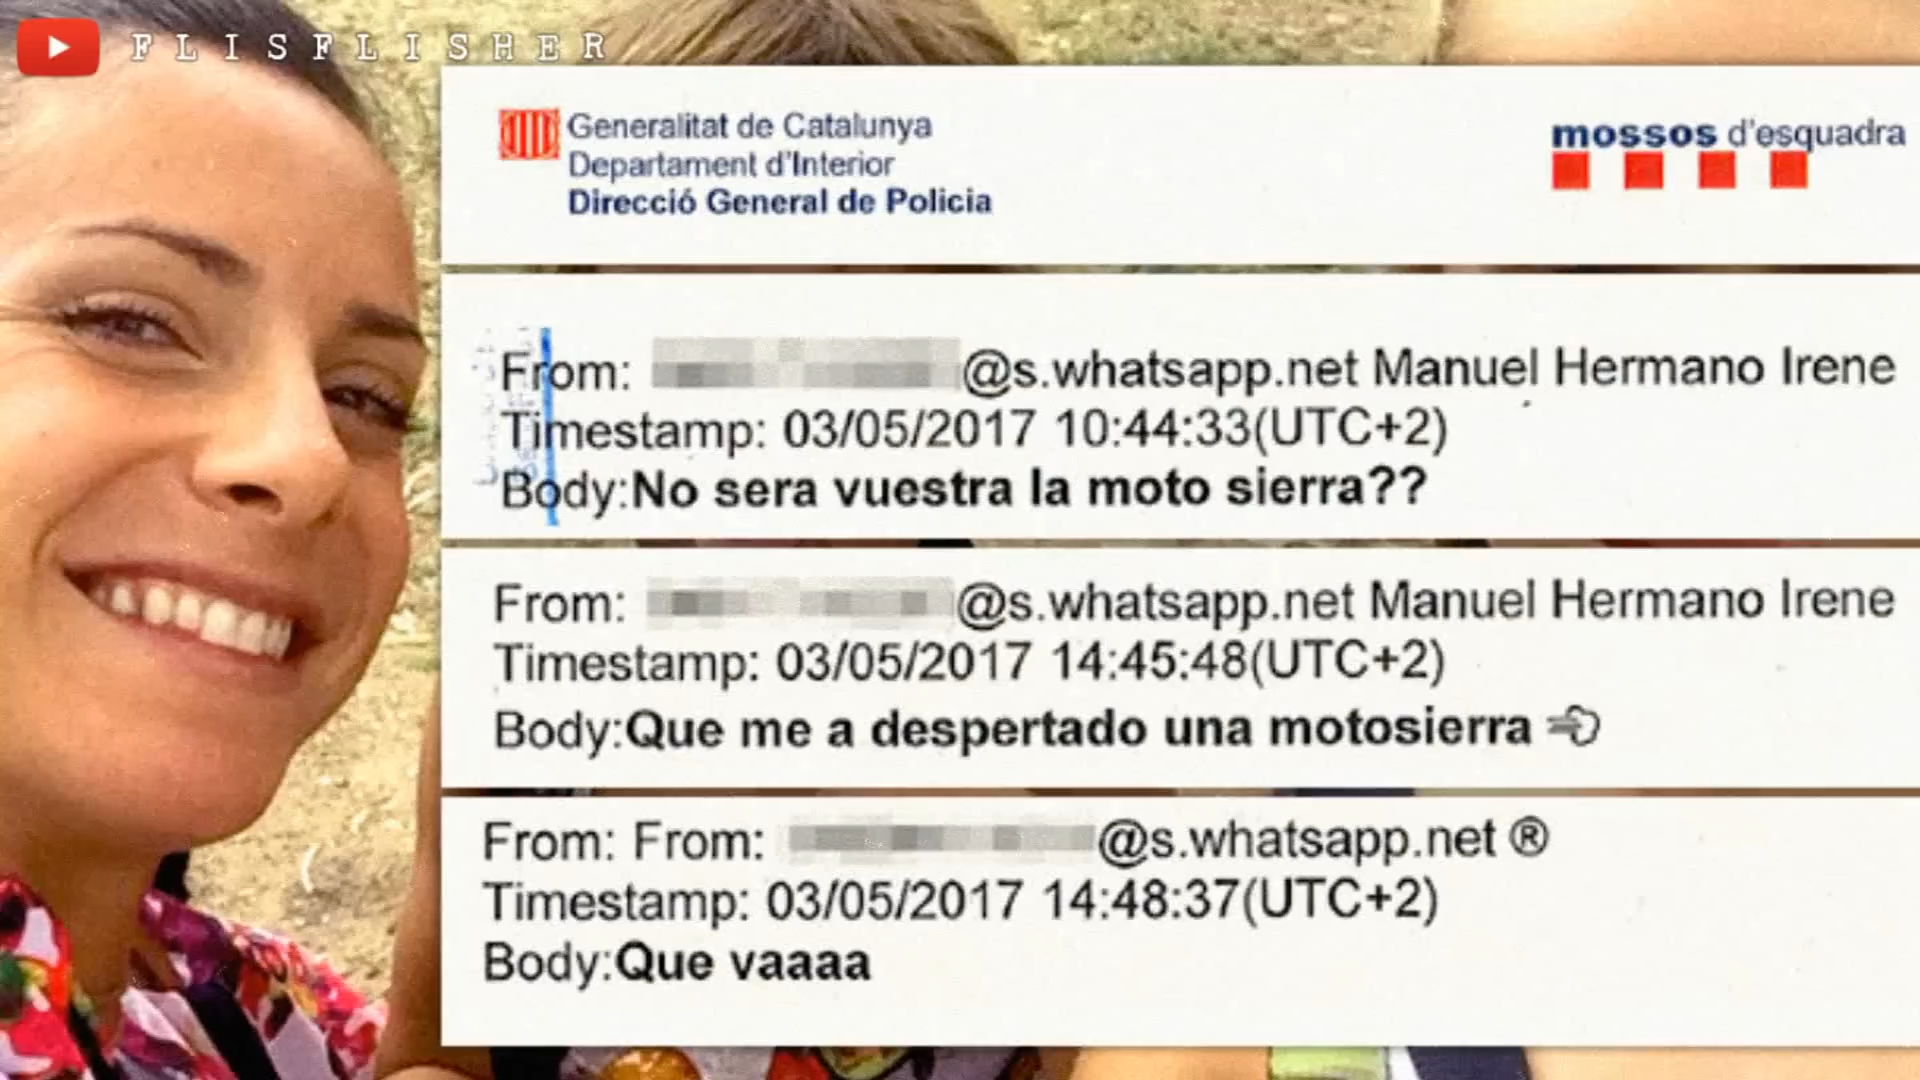 FLISFLISHER
Generalitat de Catalunya
Departament d'Interior
Direcció General de Policia
mossos d'esquadra
From: @s.whatsapp.net Manuel Hermano Irene
Timestamp: 03/05/2017 10:44:33(UTC+2)
Body:No sera vuestra la moto sierra??
From: @s.whatsapp.net Manuel Hermano Irene
Timestamp: 03/05/2017 14:45:48(UTC+2)
Body:Que me a despertado una motosierra
From: From: @s.whatsapp.net ®
Timestamp: 03/05/2017 14:48:37(UTC+2)
Body:Que vaaaa